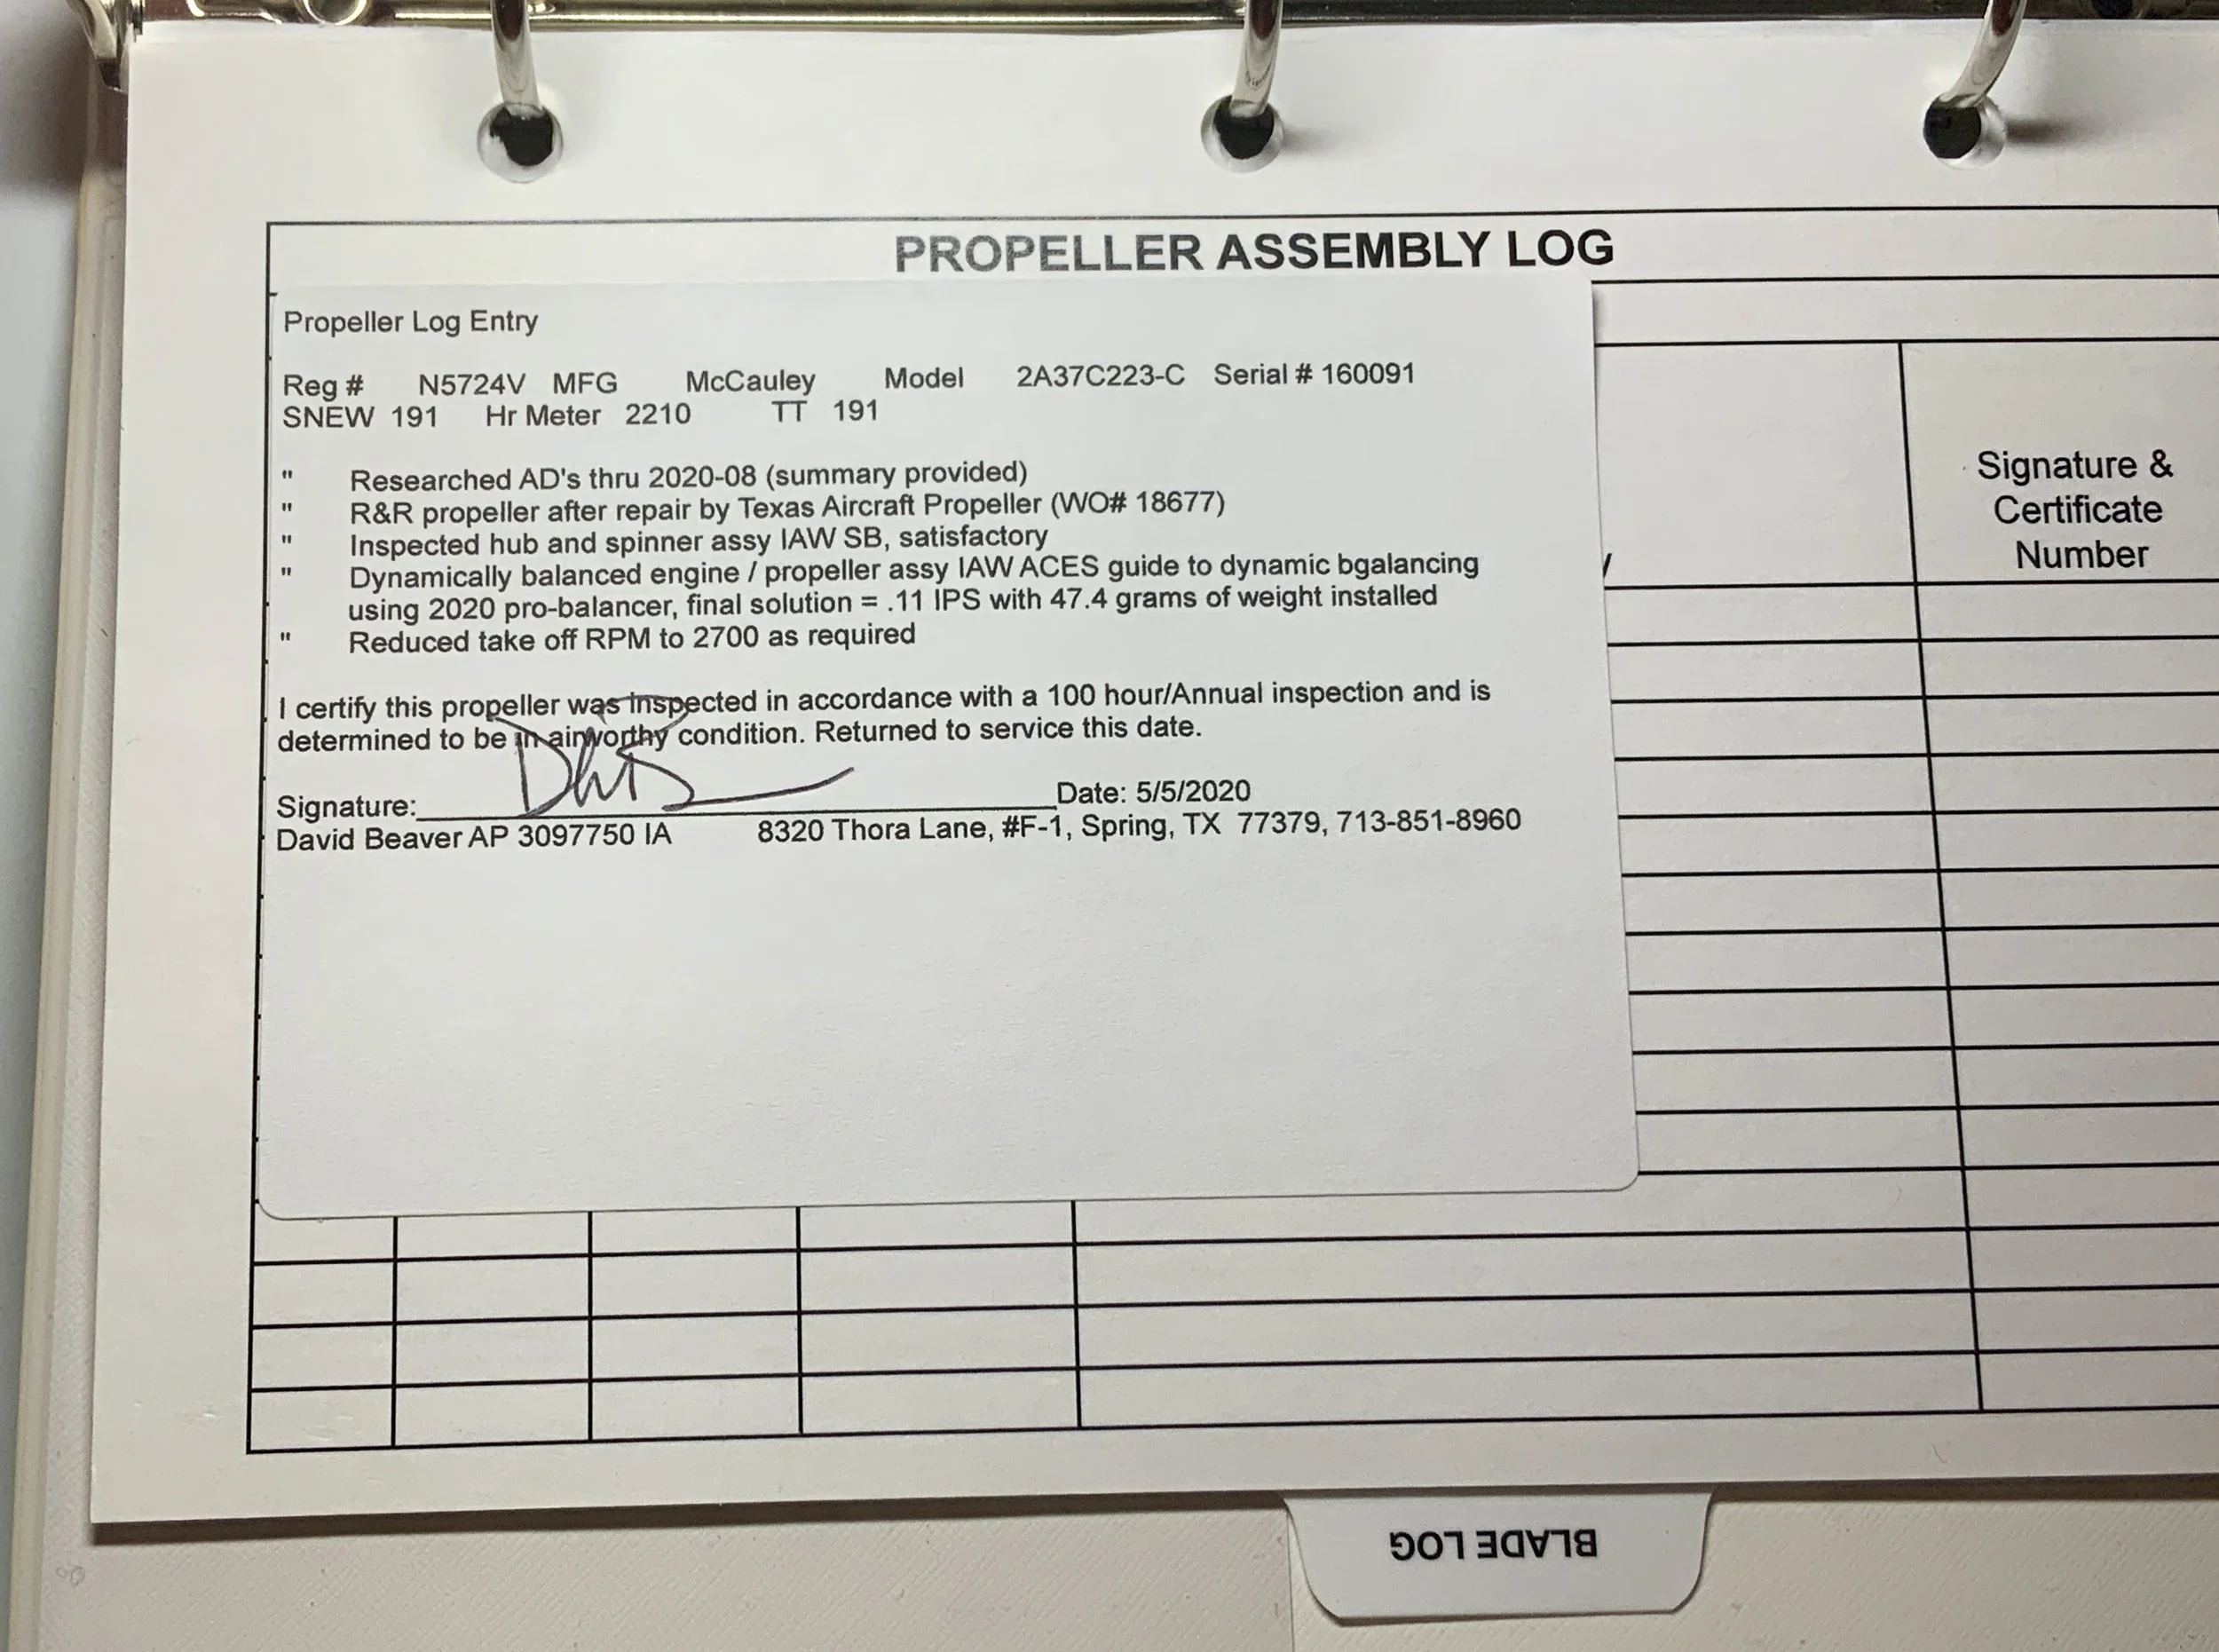 PROPELLER ASSEMBLY LOG
Propeller Log Entry
Reg # N5724V MFG McCauley Model 2A37C223-C Serial # 160091
SNEW 191 Hr Meter 2210 TT 191
" Researched AD's thru 2020-08 (summary provided)
" R&R propeller after repair by Texas Aircraft Propeller (WO# 18677)
" Inspected hub and spinner assy IAW SB, satisfactory
" Dynamically balanced engine / propeller assy IAW ACES guide to dynamic bgalancing
using 2020 pro-balancer, final solution = .11 IPS with 47.4 grams of weight installed
" Reduced take off RPM to 2700 as required
I certify this propeller was inspected in accordance with a 100 hour/Annual inspection and is
determined to be in airworthy condition. Returned to service this date.
Signature: Date: 5/5/2020
David Beaver AP 3097750 IA 8320 Thora Lane, #F-1, Spring, TX 77379, 713-851-8960
Signature &
Certificate
Number
BLADE LOG